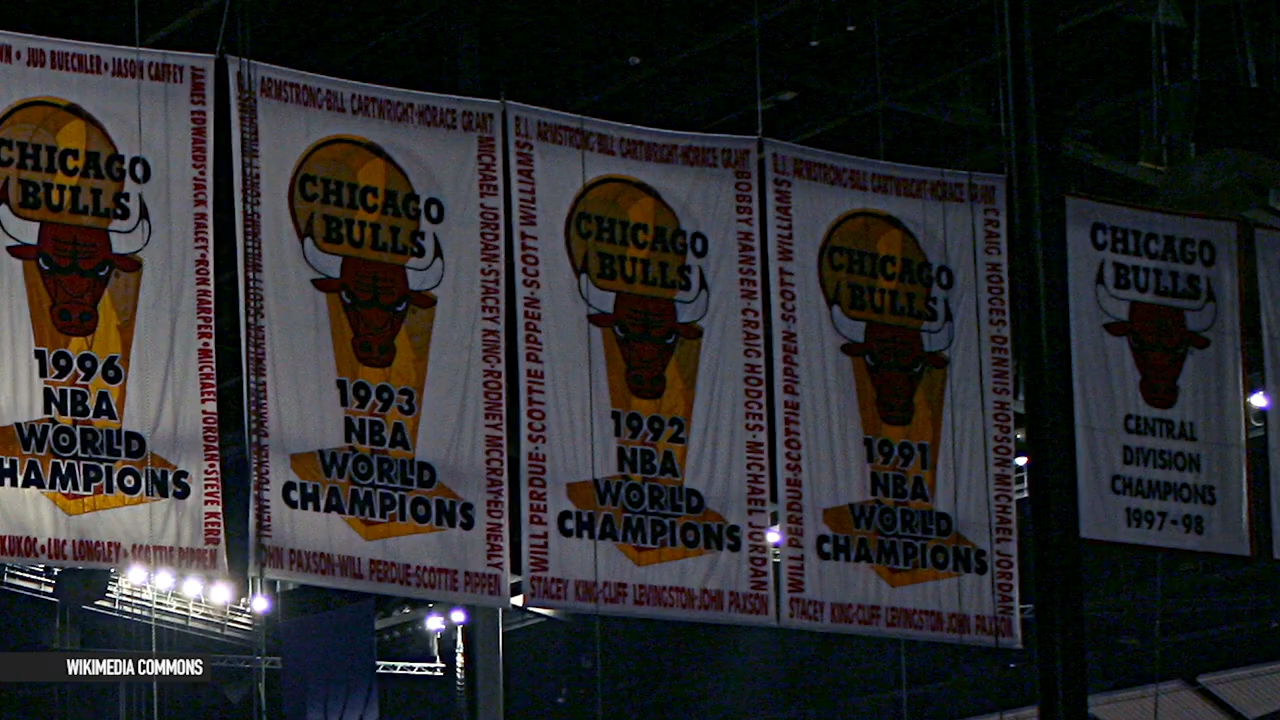 JUD BUECHLER • JASON CAFFEY
JAMES EDWARDS • JACK HALEY • RON HARPER • MICHAEL JORDAN • STEVE KERR
CHICAGO
BULLS
1996
NBA
WORLD
CHAMPIONS
KUKOC • LUC LONGLEY • SCOTTIE PIPPEN
ARMSTRONG·BILL CARTWRIGHT·HORACE GRANT
MICHAEL JORDAN·STACEY KING·RODNEY MCCRAY·ED NEALY
CHICAGO
BULLS
1993
NBA
WORLD
CHAMPIONS
JOHN PAXSON·WILL PERDUE·SCOTTIE PIPPEN
B.J. ARMSTRONG·BILL CARTWRIGHT·HORACE GRANT
BOBBY HANSEN·CRAIG HODGES·MICHAEL JORDAN
CHICAGO
BULLS
1992
NBA
WORLD
CHAMPIONS
STACEY KING·CLIFF LEVINGSTON·JOHN PAXSON
WILL PERDUE·SCOTTIE PIPPEN·SCOTT WILLIAMS
B.J. ARMSTRONG·BILL CARTWRIGHT·HORACE GRANT
CRAIG HODGES·DENNIS HOPSON·MICHAEL JORDAN
CHICAGO
BULLS
1991
NBA
WORLD
CHAMPIONS
STACEY KING·CLIFF LEVINGSTON·JOHN PAXSON
WILL PERDUE·SCOTTIE PIPPEN·SCOTT WILLIAMS
CHICAGO
BULLS
CENTRAL
DIVISION
CHAMPIONS
1997-98
WIKIMEDIA COMMONS